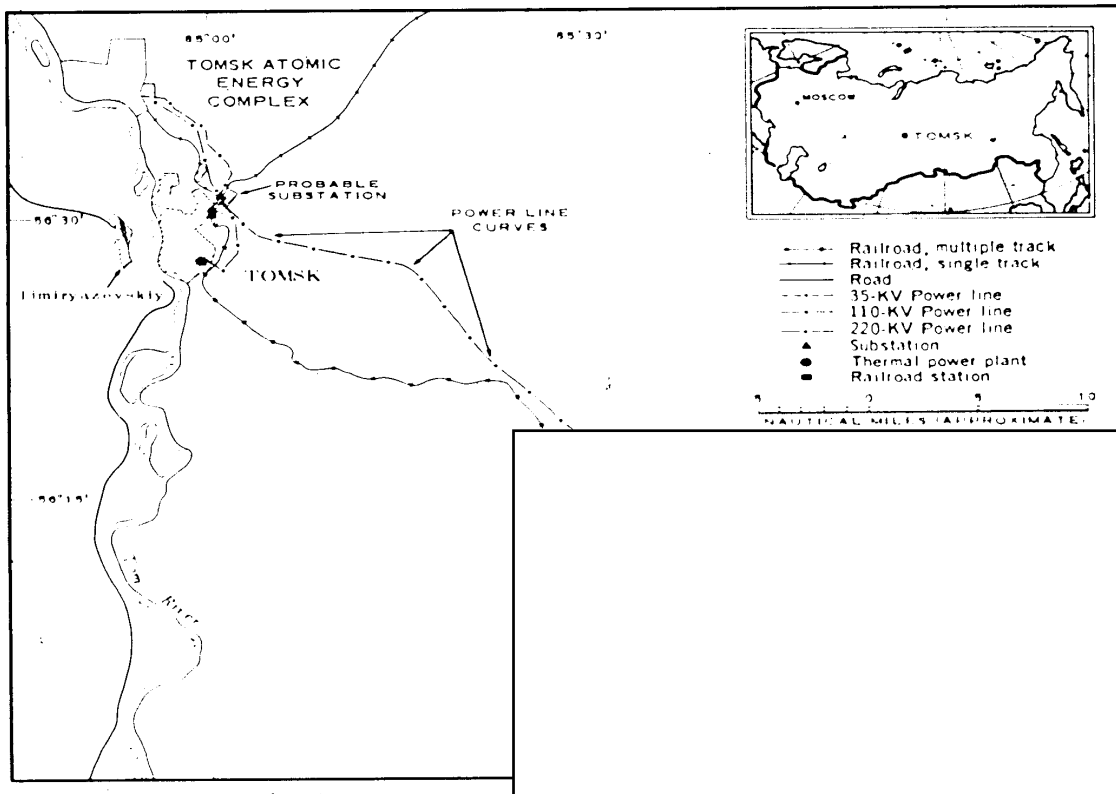 85°00'
85°30'
TOMSK ATOMIC
ENERGY
COMPLEX
PROBABLE
SUBSTATION
56°30'
POWER LINE
CURVES
TOMSK
Timiryazevskiy
56°15'
River
MOSCOW
TOMSK
Railroad, multiple track
Railroad, single track
Road
35-KV Power line
110-KV Power line
220-KV Power line
Substation
Thermal power plant
Railroad station
5 0 5 10
NAUTICAL MILES (APPROXIMATE)